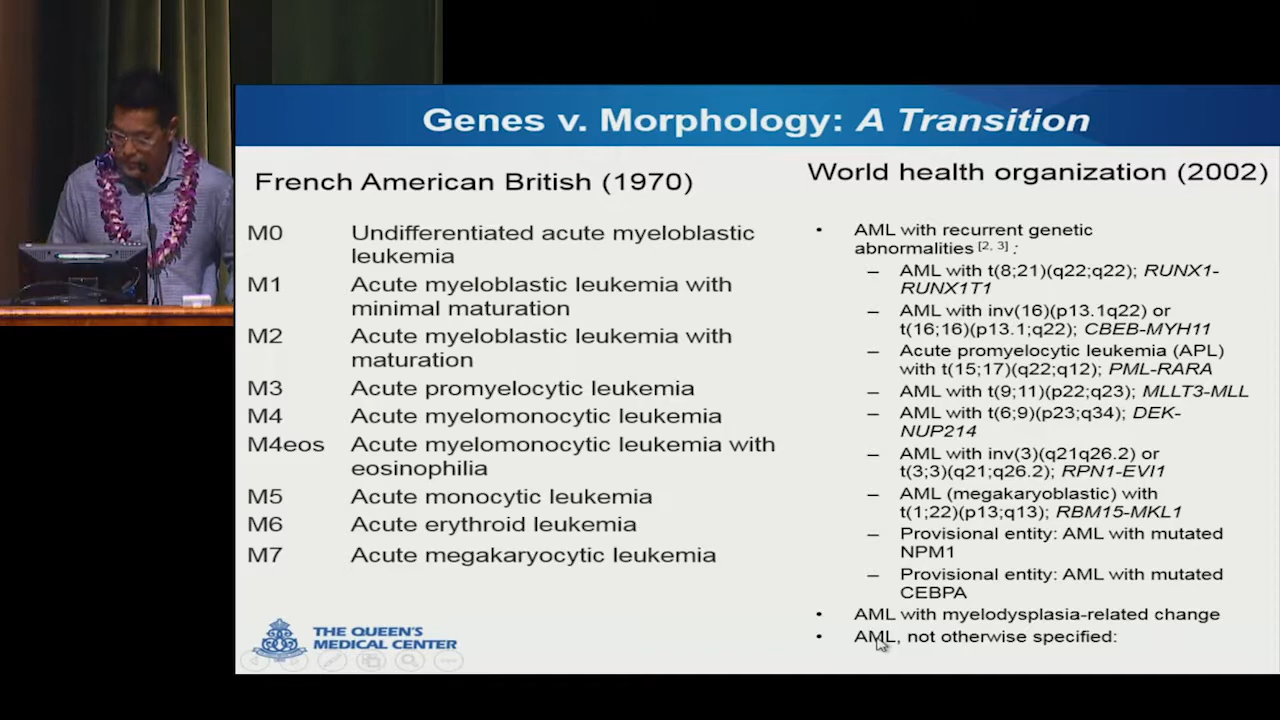 Genes v. Morphology: A Transition
French American British (1970)
M0 Undifferentiated acute myeloblastic
leukemia
M1 Acute myeloblastic leukemia with
minimal maturation
M2 Acute myeloblastic leukemia with
maturation
M3 Acute promyelocytic leukemia
M4 Acute myelomonocytic leukemia
M4eos Acute myelomonocytic leukemia with
eosinophilia
M5 Acute monocytic leukemia
M6 Acute erythroid leukemia
M7 Acute megakaryocytic leukemia
THE QUEEN'S
MEDICAL CENTER
World health organization (2002)
• AML with recurrent genetic
abnormalities [2, 3] :
– AML with t(8;21)(q22;q22); RUNX1-
RUNX1T1
– AML with inv(16)(p13.1q22) or
t(16;16)(p13.1;q22); CBEB-MYH11
– Acute promyelocytic leukemia (APL)
with t(15;17)(q22;q12); PML-RARA
– AML with t(9;11)(p22;q23); MLLT3-MLL
– AML with t(6;9)(p23;q34); DEK-
NUP214
– AML with inv(3)(q21q26.2) or
t(3;3)(q21;q26.2); RPN1-EVI1
– AML (megakaryoblastic) with
t(1;22)(p13;q13); RBM15-MKL1
– Provisional entity: AML with mutated
NPM1
– Provisional entity: AML with mutated
CEBPA
• AML with myelodysplasia-related change
• AML, not otherwise specified: